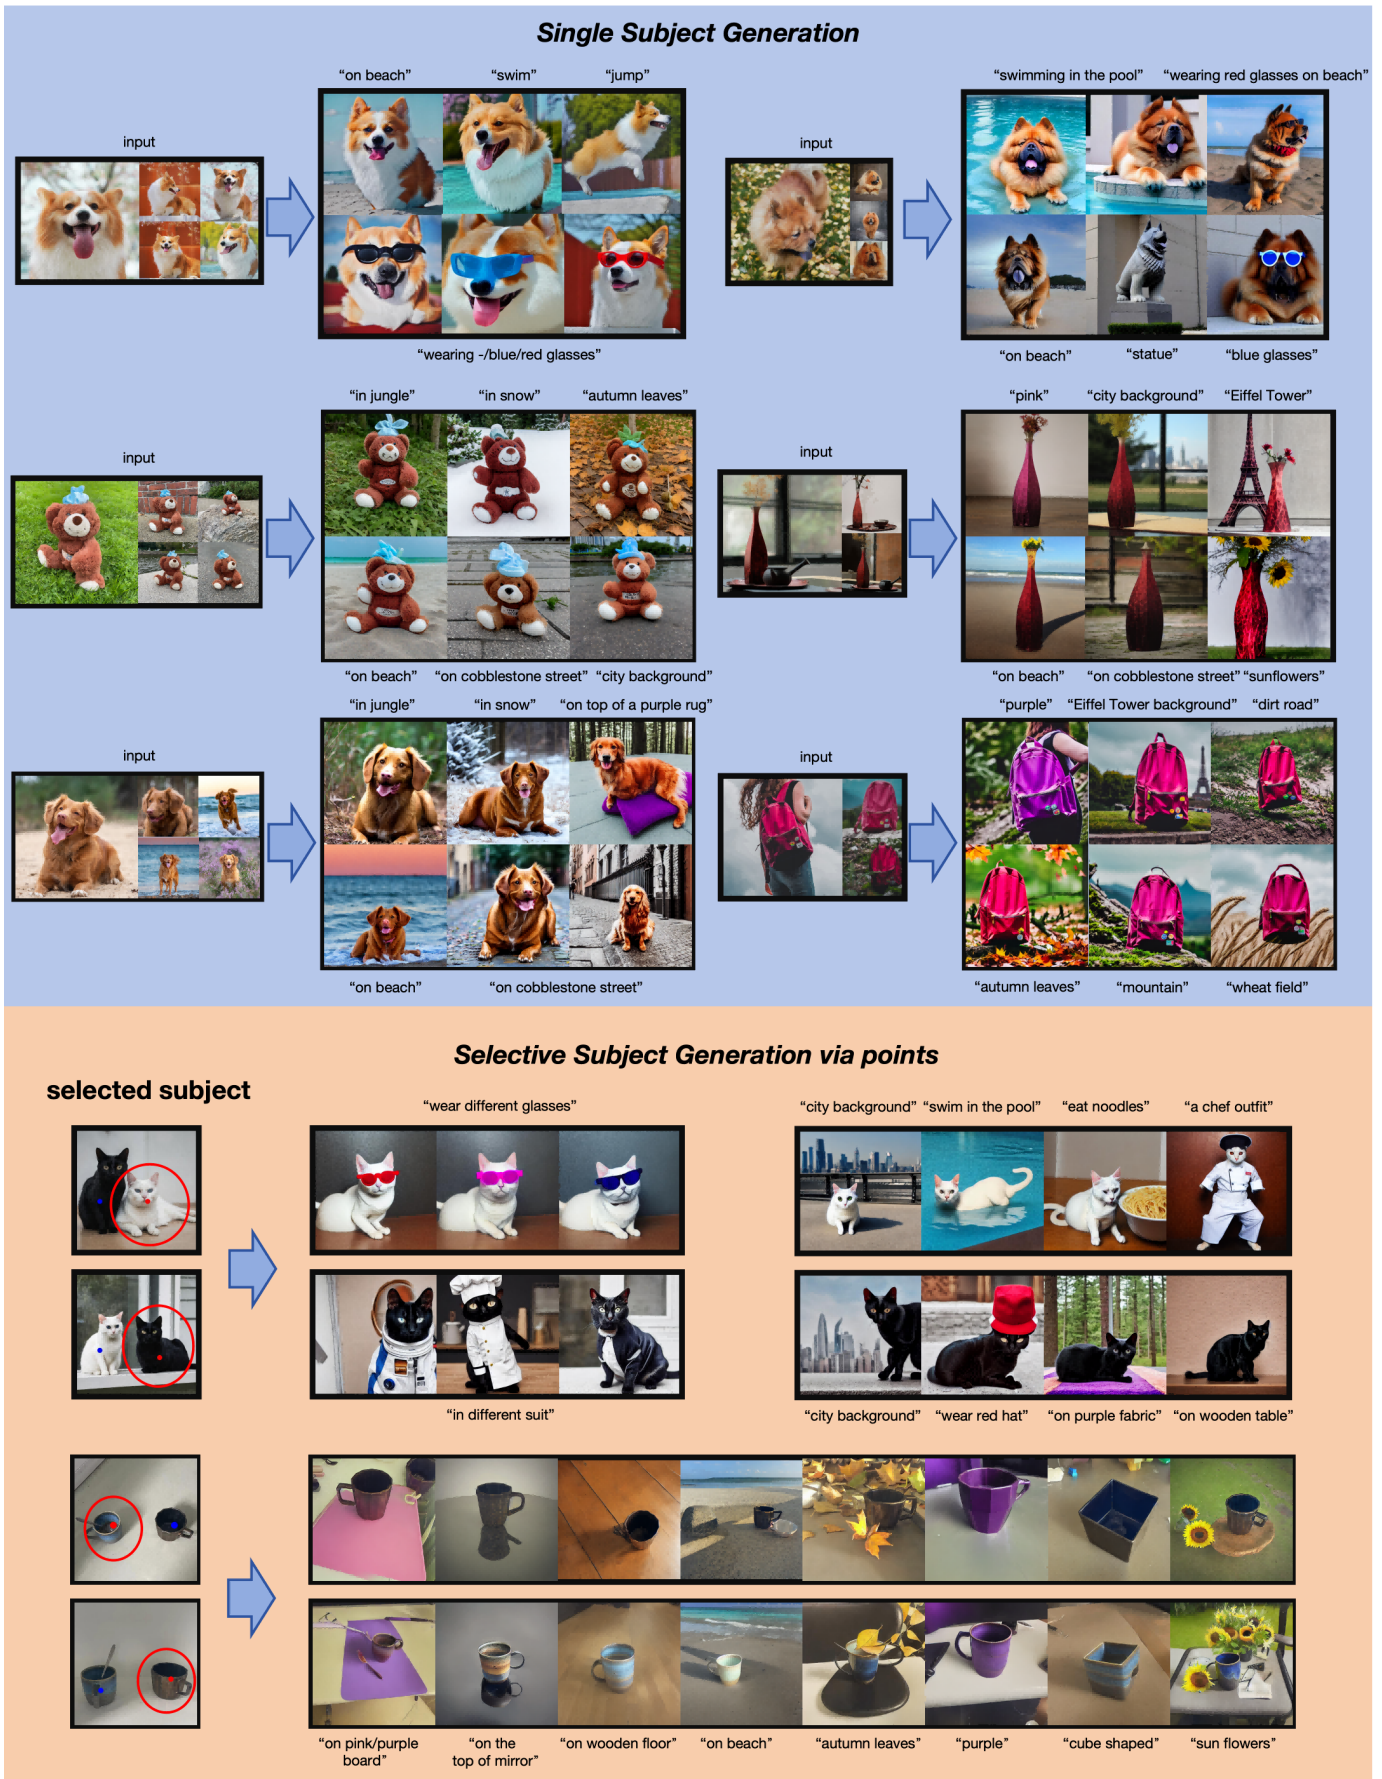 Single Subject Generation
“on beach” “swim” “jump”
“swimming in the pool” “wearing red glasses on beach”
input
input
“wearing -/blue/red glasses”
“on beach” “statue” “blue glasses”
“in jungle” “in snow” “autumn leaves”
“pink” “city background” “Eiffel Tower”
input
input
“on beach” “on cobblestone street” “city background”
“on beach” “on cobblestone street” “sunflowers”
“in jungle” “in snow” “on top of a purple rug”
“purple” “Eiffel Tower background” “dirt road”
input
input
“on beach” “on cobblestone street”
“autumn leaves” “mountain” “wheat field”
Selective Subject Generation via points
selected subject
“wear different glasses”
“city background” “swim in the pool” “eat noodles” “a chef outfit”
“in different suit”
“city background” “wear red hat” “on purple fabric” “on wooden table”
“on pink/purple
board”
“on the
top of mirror”
“on wooden floor”
“on beach”
“autumn leaves”
“purple”
“cube shaped”
“sun flowers”